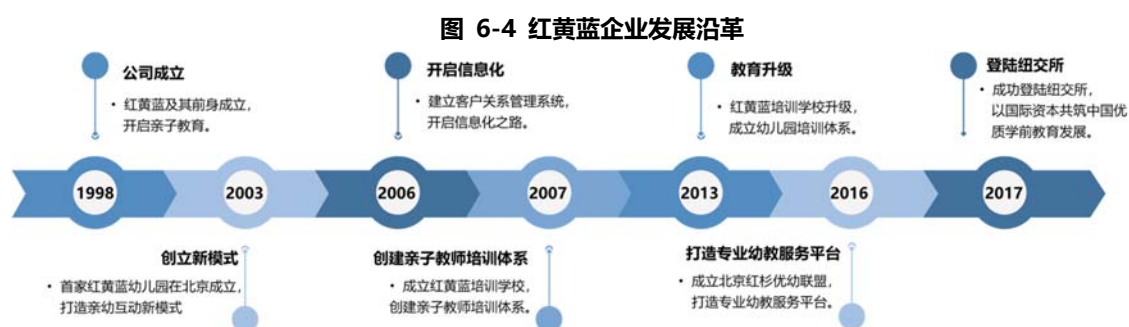 图 6-4 红黄蓝企业发展沿革
公司成立
• 红黄蓝及其前身成立，
开启亲子教育。
开启信息化
• 建立客户关系管理系统，
开启信息化之路。
教育升级
• 红黄蓝培训学校升级，
成立幼儿园培训体系。
登陆纽交所
• 成功登陆纽交所，
以国际资本共筑中国优
质学前教育发展。
1998
2003
2006
2007
2013
2016
2017
创立新模式
• 首家红黄蓝幼儿园在北京成立，
打造亲幼互动新模式
创建亲子教师培训体系
• 成立红黄蓝培训学校，
创建亲子教师培训体系。
打造专业幼教服务平台
• 成立北京红杉优幼联盟，
打造专业幼教服务平台。